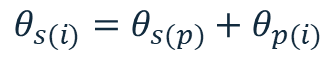 θ_{s(i)} = θ_{s(p)} + θ_{p(i)}